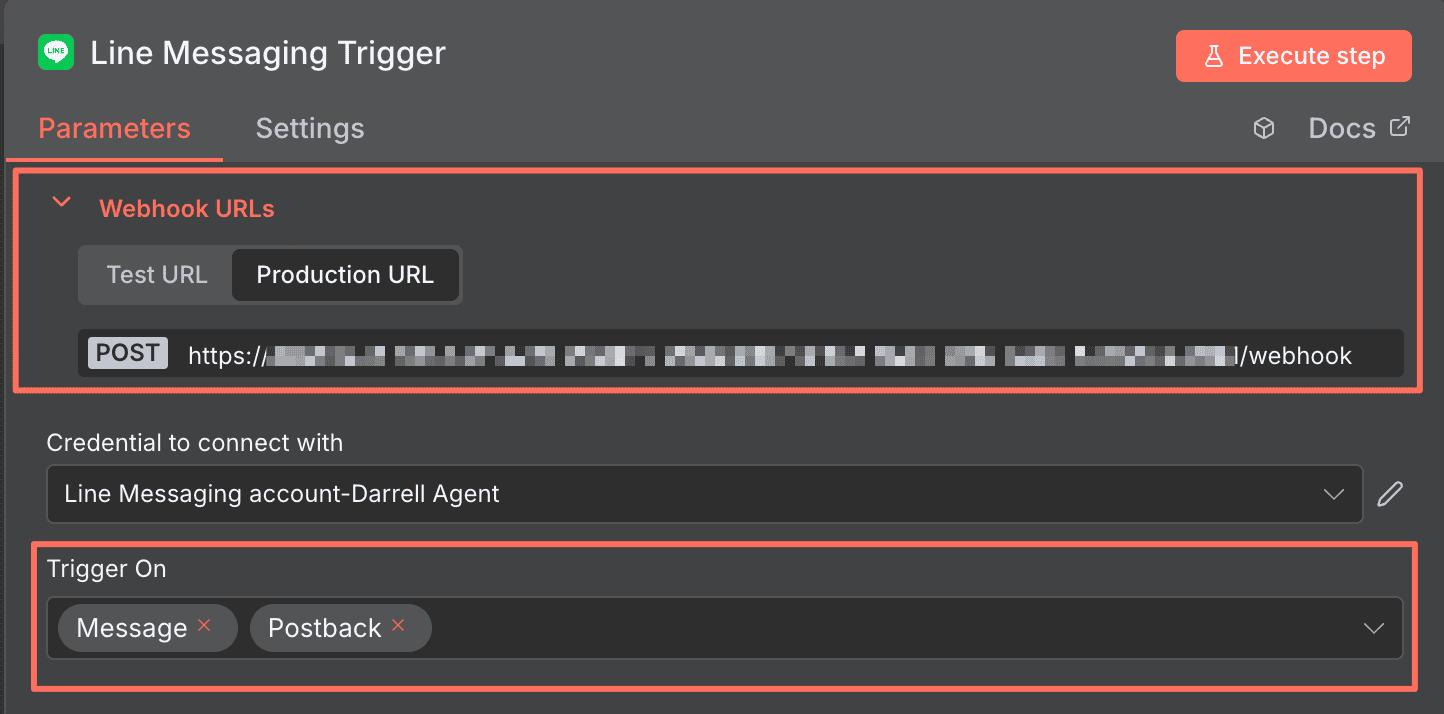 LINE
Line Messaging Trigger
Execute step
Parameters
Settings
Docs
Webhook URLs
Test URL
Production URL
POST
https:// l/webhook
Credential to connect with
Line Messaging account-Darrell Agent
Trigger On
Message
Postback